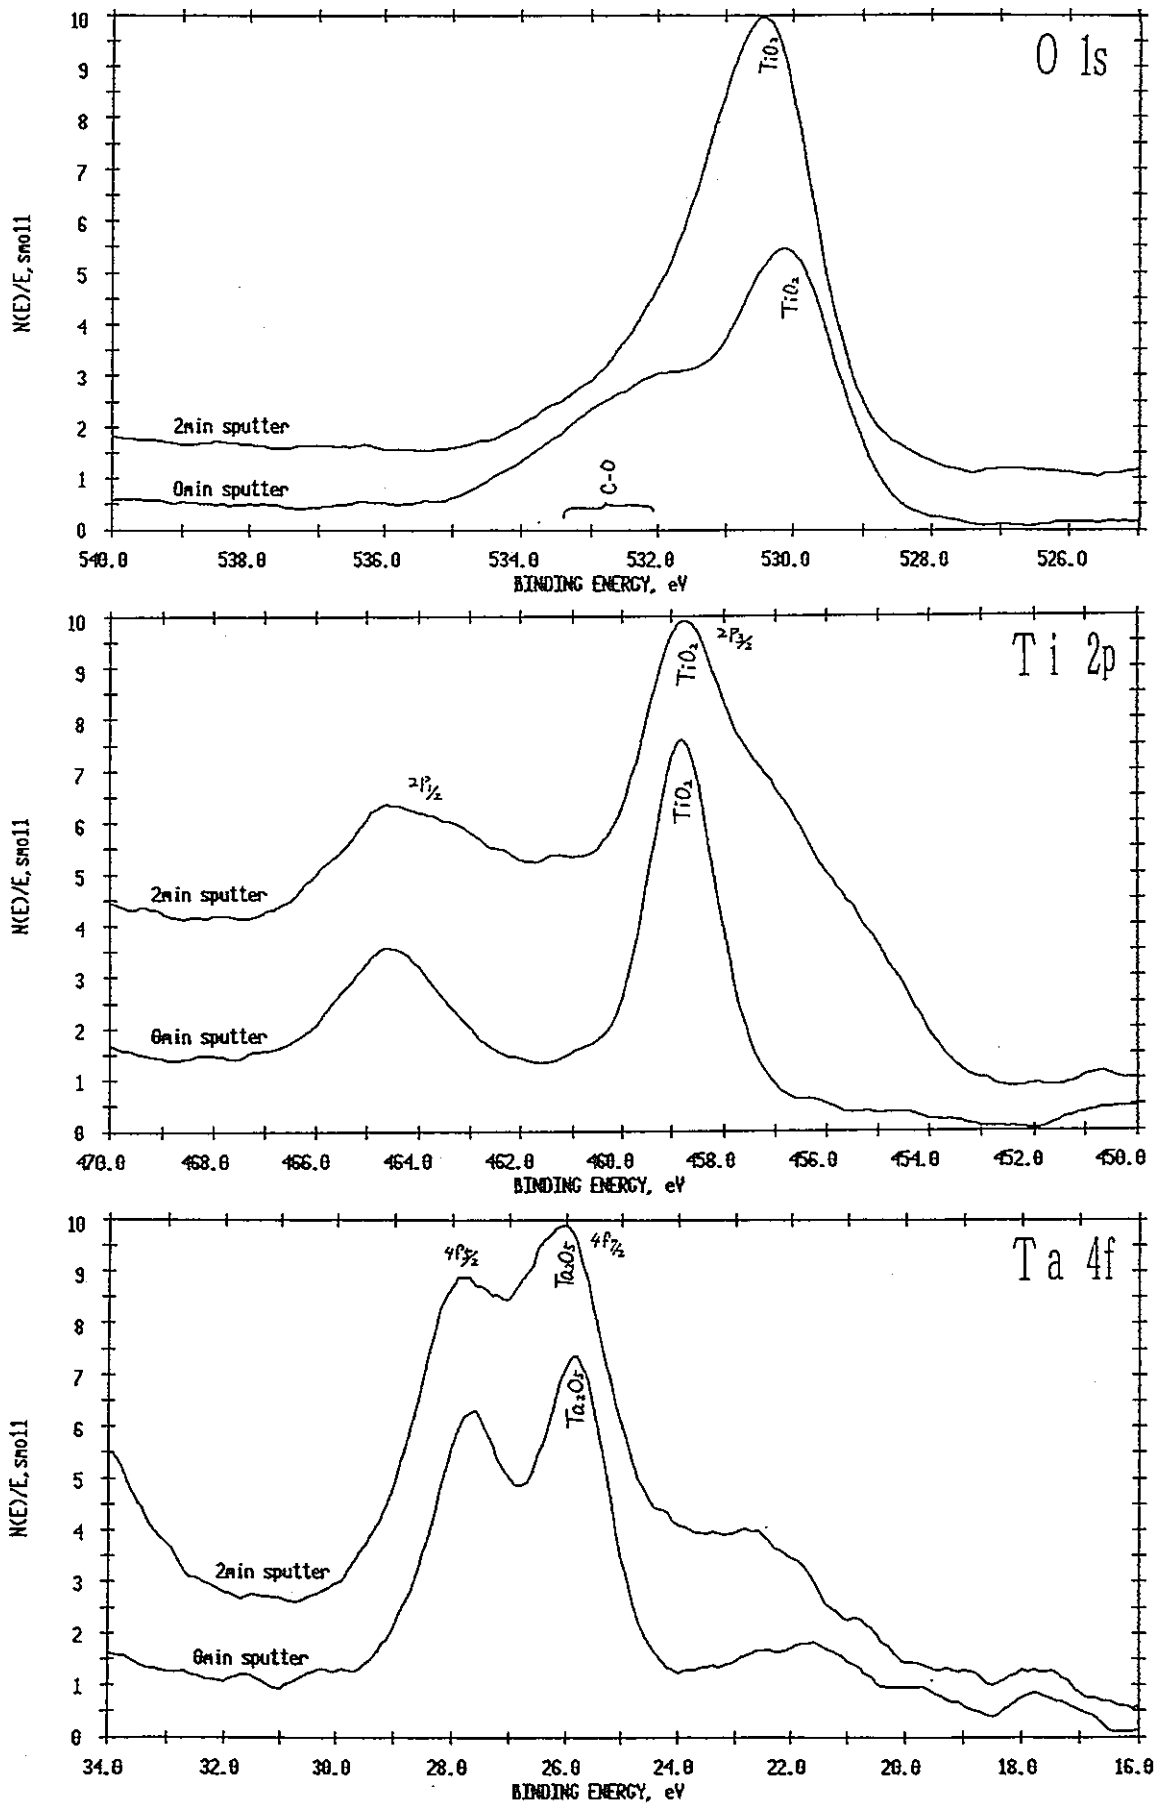 O 1s
N(E)/E, smo11
10
9
8
7
6
5
4
3
2
1
0
TiO₂
TiO₂
2min sputter
0min sputter
C-O
540.0 538.0 536.0 534.0 532.0 530.0 528.0 526.0
BINDING ENERGY, eV
Ti 2p
N(E)/E, smo11
10
9
8
7
6
5
4
3
2
1
0
2P3/2
TiO₂
2P1/2
TiO₂
2min sputter
0min sputter
470.0 468.0 466.0 464.0 462.0 460.0 458.0 456.0 454.0 452.0 450.0
BINDING ENERGY, eV
Ta 4f
N(E)/E, smo11
10
9
8
7
6
5
4
3
2
1
0
4f5/2
4f7/2
Ta₂O₅
Ta₂O₅
2min sputter
0min sputter
34.0 32.0 30.0 28.0 26.0 24.0 22.0 20.0 18.0 16.0
BINDING ENERGY, eV